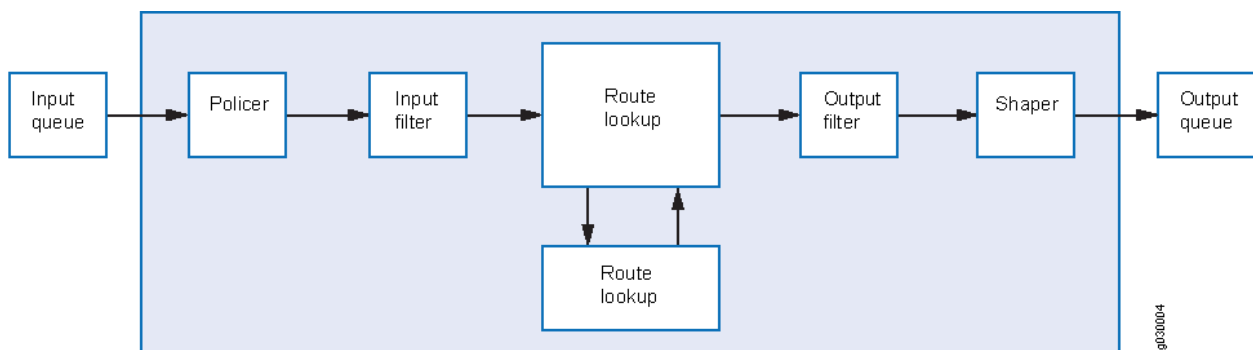 Input
queue
Policer
Input
filter
Route
lookup
Output
filter
Shaper
Output
queue
Route
lookup
g030004